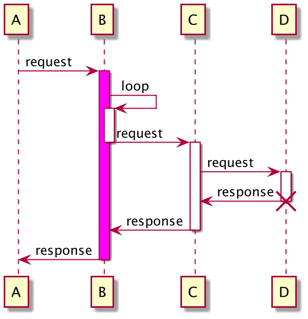 A B C D
request
loop
request
request
response
response
response
A B C D